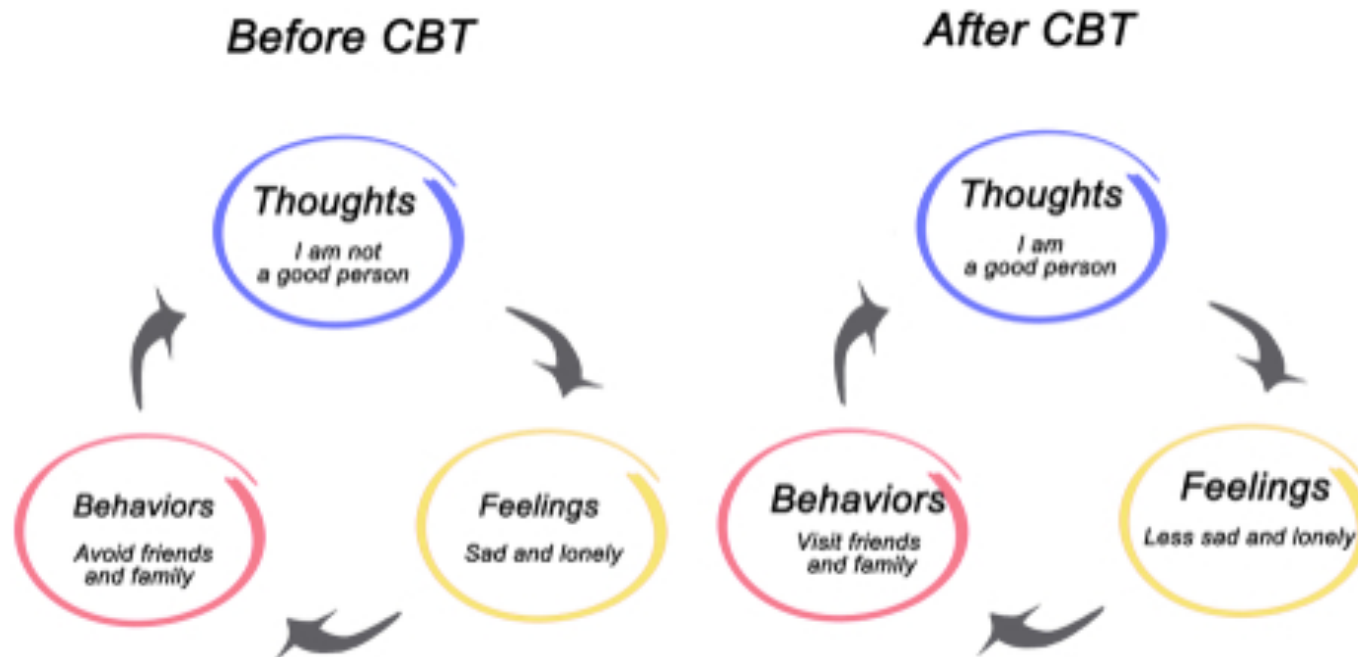 Before CBT
Thoughts
I am not
a good person
Behaviors
Avoid friends
and family
Feelings
Sad and lonely
After CBT
Thoughts
I am
a good person
Behaviors
Visit friends
and family
Feelings
Less sad and lonely